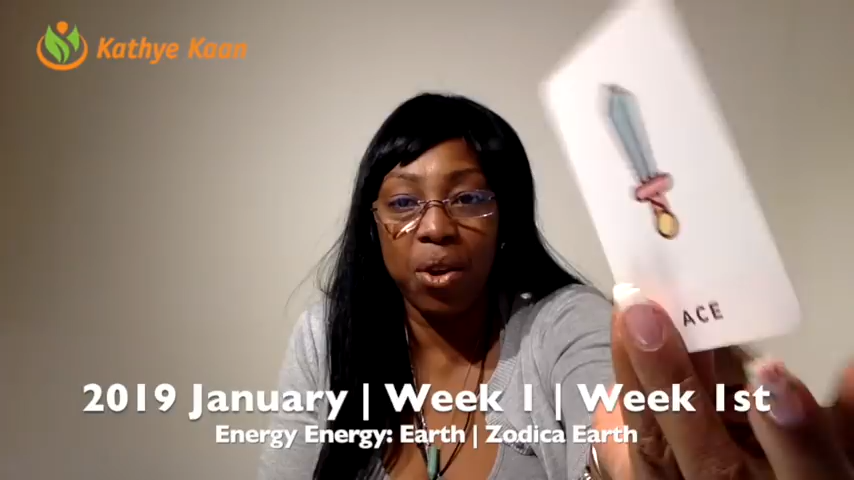 Kathye Kaan
ACE
2019 January | Week 1 | Week 1st
Energy Energy: Earth | Zodica Earth